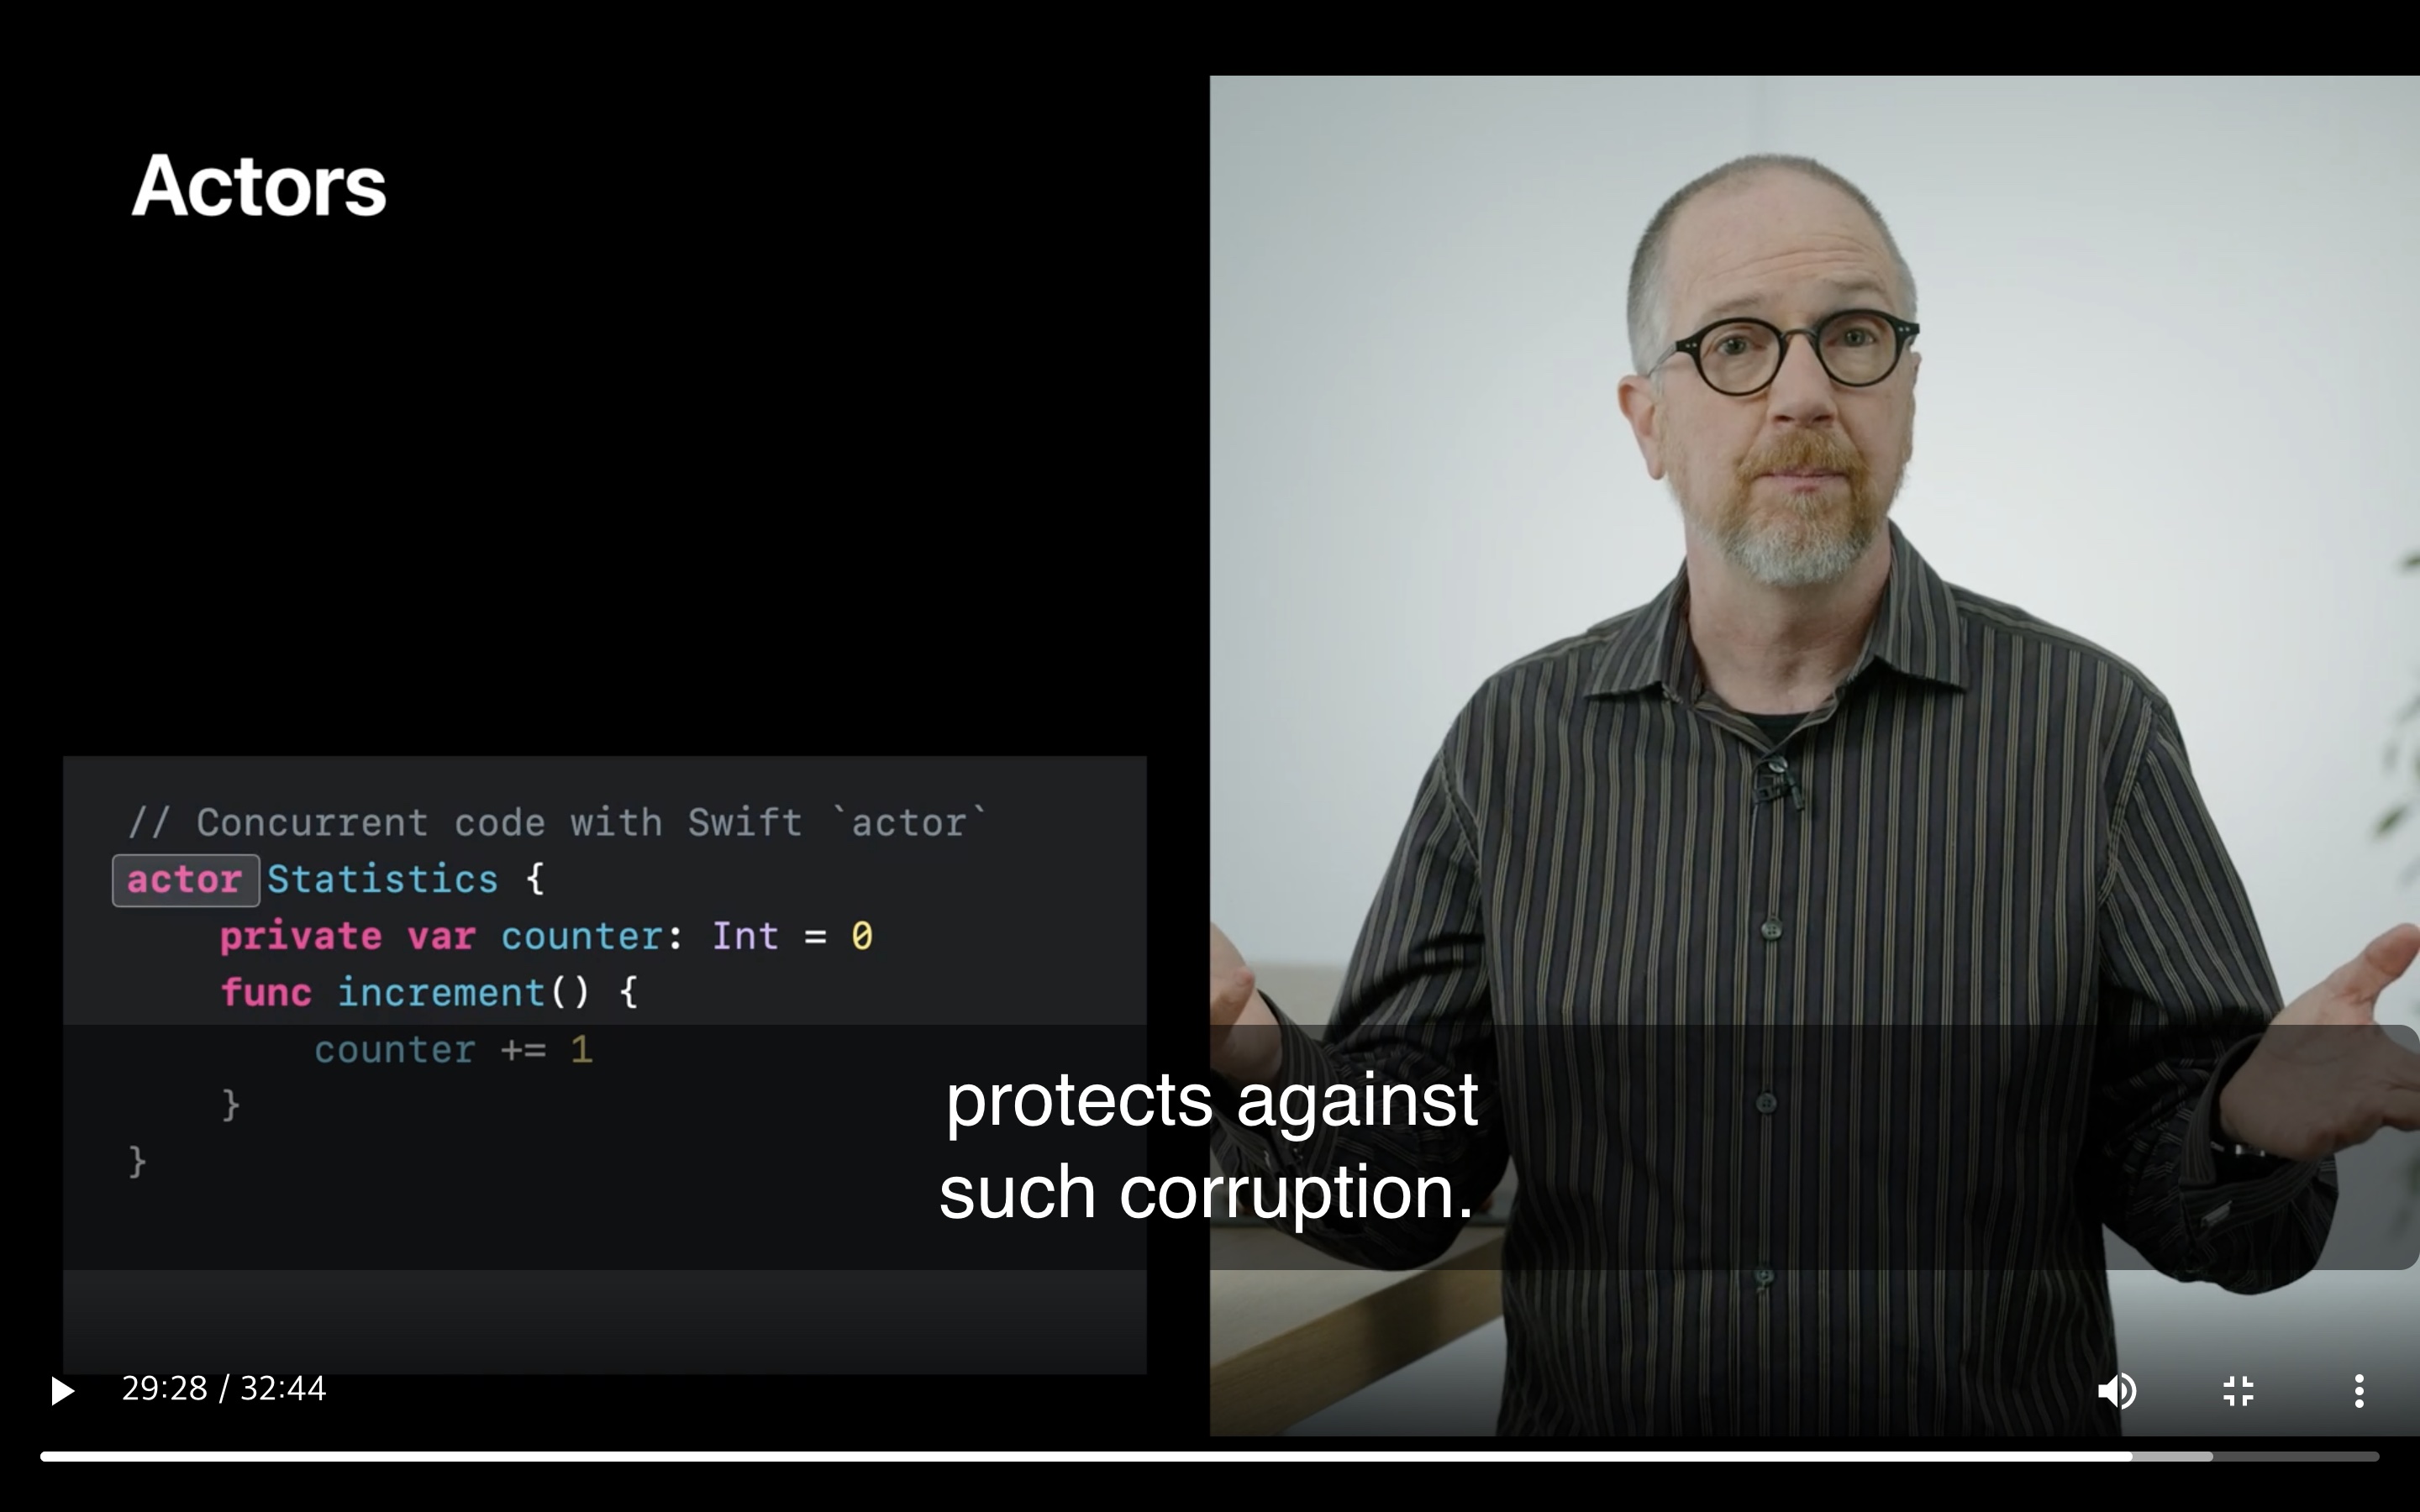 Actors
// Concurrent code with Swift `actor`
actor Statistics {
    private var counter: Int = 0
    func increment() {
        counter += 1
    }
}
protects against
such corruption.
29:28 / 32:44